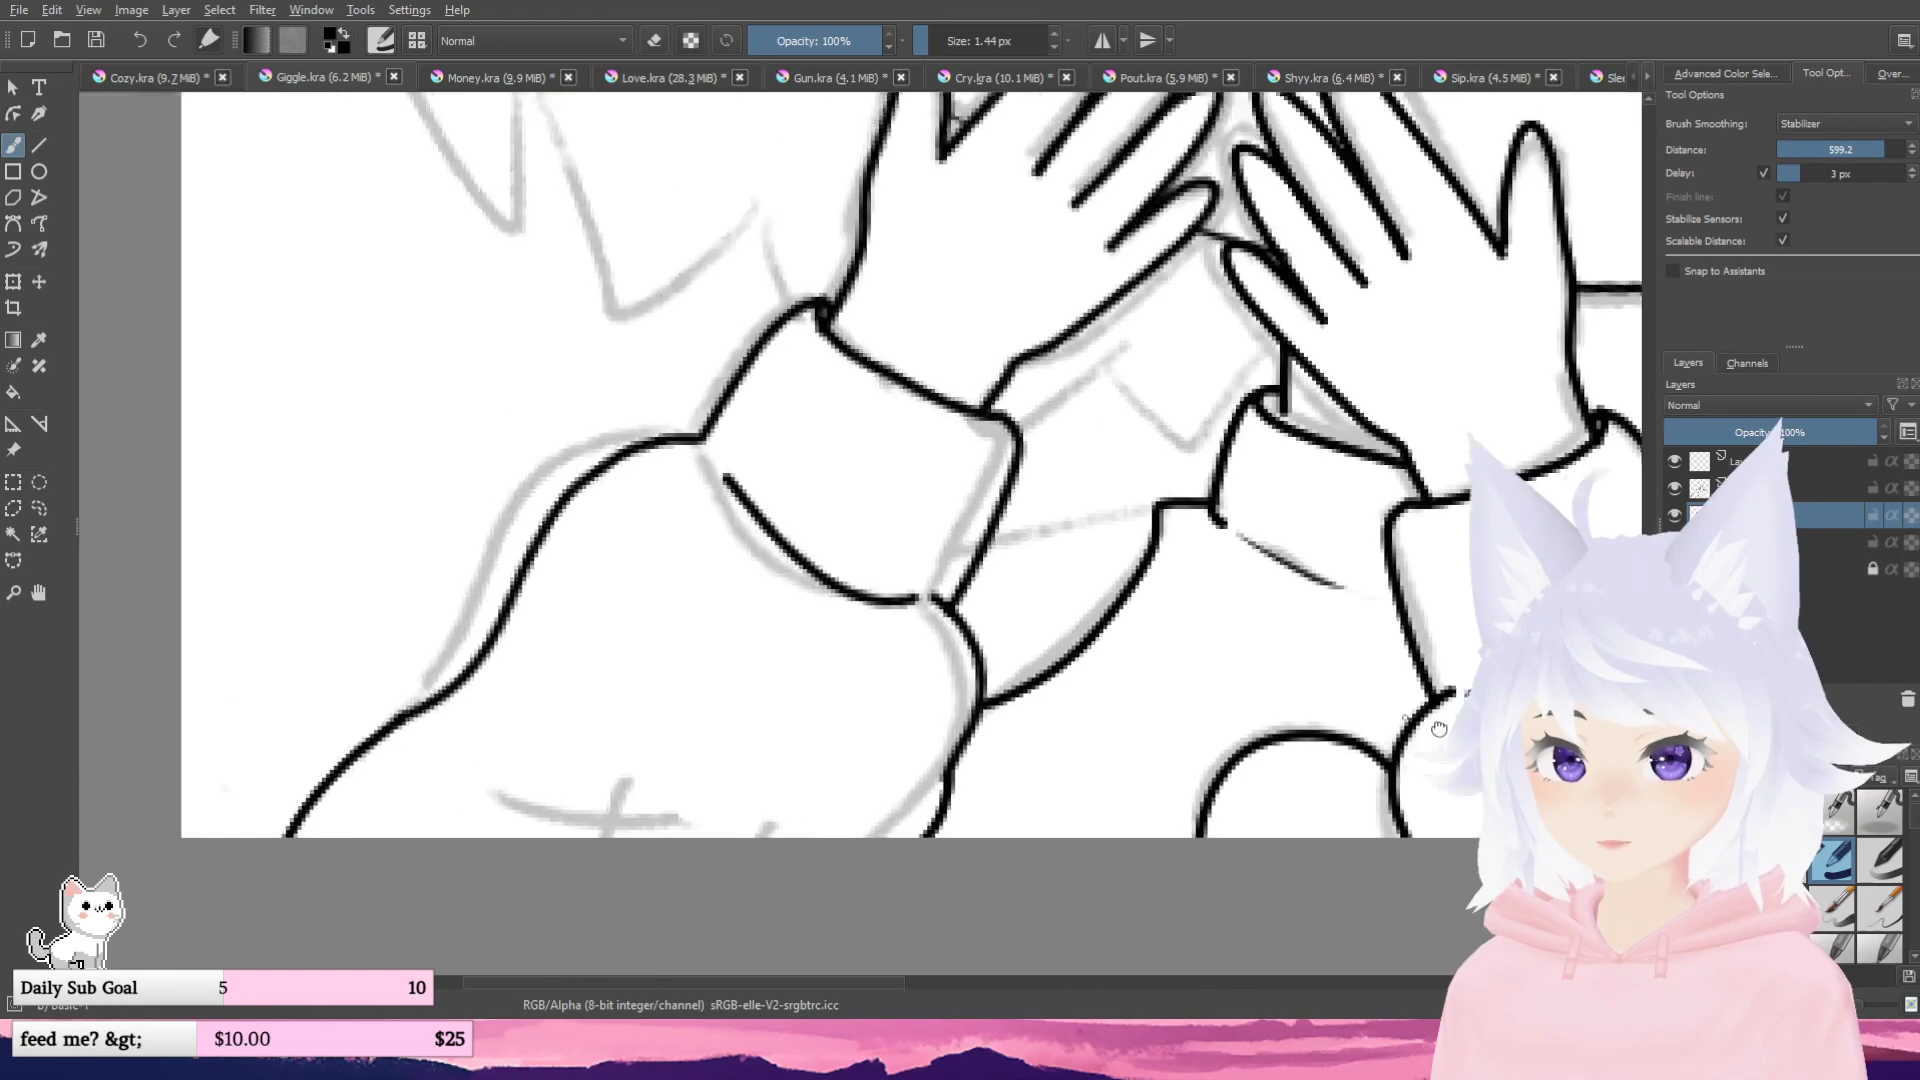 File Edit View Image Layer Select Filter Window Tools Settings Help
Normal Opacity: 100% Size: 1.44 px
Cozy.kra (9.7 MiB) * Giggle.kra (6.2 MiB) * Money.kra (9.9 MiB) * Love.kra (28.3 MiB) * Gun.kra (4.1 MiB) * Cry.kra (10.1 MiB) * Pout.kra (5.9 MiB) * Shyy.kra (6.4 MiB) * Sip.kra (4.5 MiB) * Slee
Advanced Color Sele... Tool Opt... Over...
Tool Options
Brush Smoothing: Stabilizer
Distance: 599.2
Delay: 3 px
Finish line:
Stabilize Sensors:
Scalable Distance:
Snap to Assistants
Layers Channels
Layers
Normal
Opacity: 100%
Tag
Daily Sub Goal 5 10
RGB/Alpha (8-bit integer/channel) sRGB-elle-V2-srgbtrc.icc
feed me? &gt; $10.00 $25